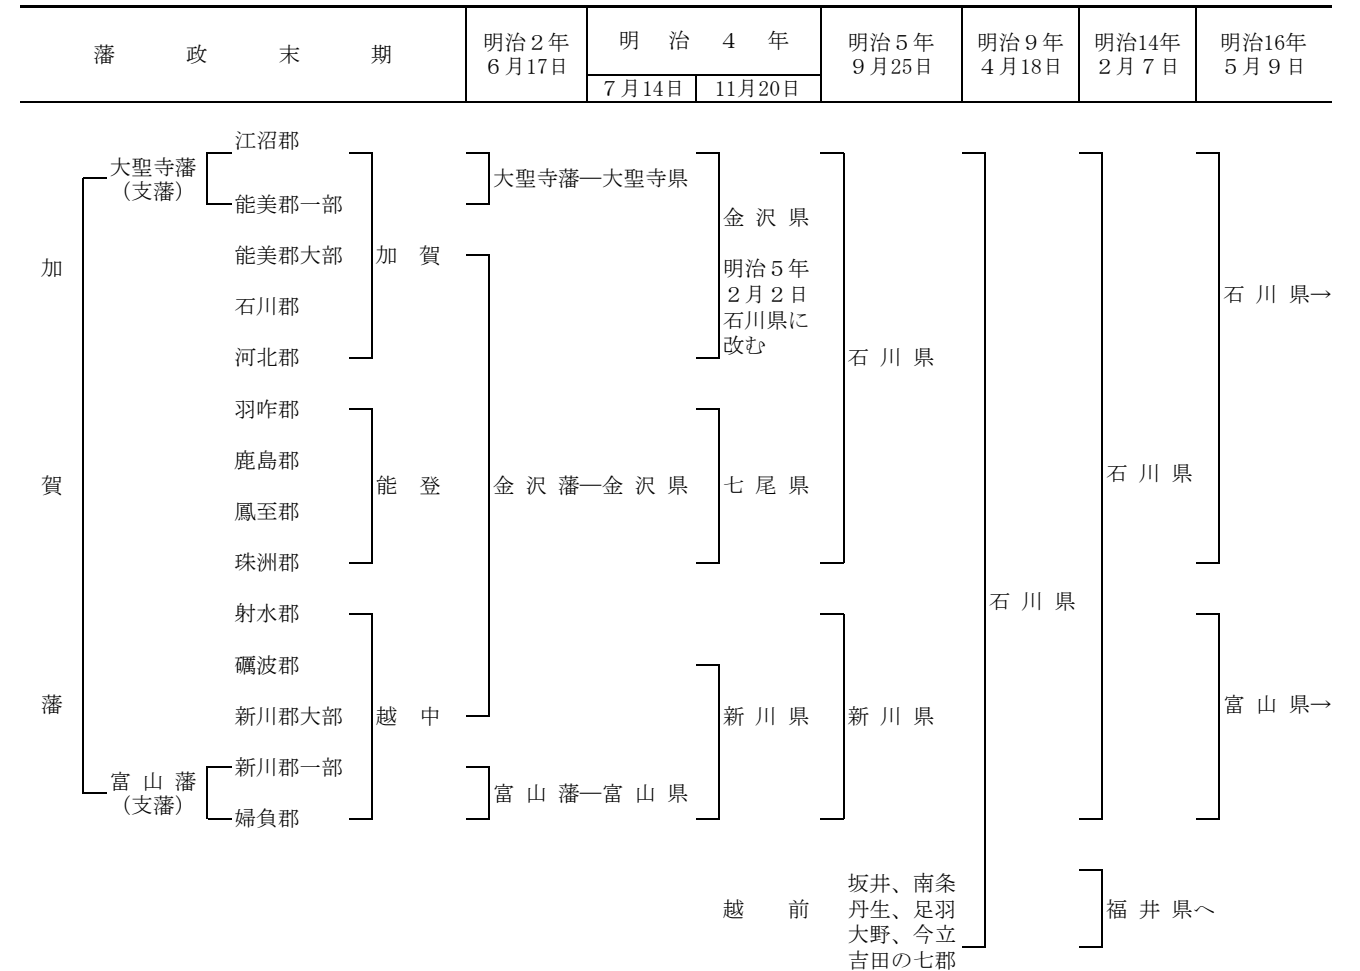 藩 政 末 期
明治２年
６月17日
明 治 ４ 年
７月14日
11月20日
明治５年
９月25日
明治９年
４月18日
明治14年
２月７日
明治16年
５月９日
加 賀 藩
大聖寺藩
（支藩）
富 山 藩
（支藩）
江沼郡
能美郡一部
能美郡大部
石川郡
河北郡
羽咋郡
鹿島郡
鳳至郡
珠洲郡
射水郡
礪波郡
新川郡大部
新川郡一部
婦負郡
加 賀
能 登
越 中
大聖寺藩―大聖寺県
金 沢 藩―金 沢 県
富 山 藩―富 山 県
金 沢 県
明治５年
２月２日
石川県に
改む
七 尾 県
新 川 県
越 前
石 川 県
新 川 県
坂井、南条
丹生、足羽
大野、今立
吉田の七郡
石 川 県
石 川 県
福 井 県へ
石 川 県→
富 山 県→